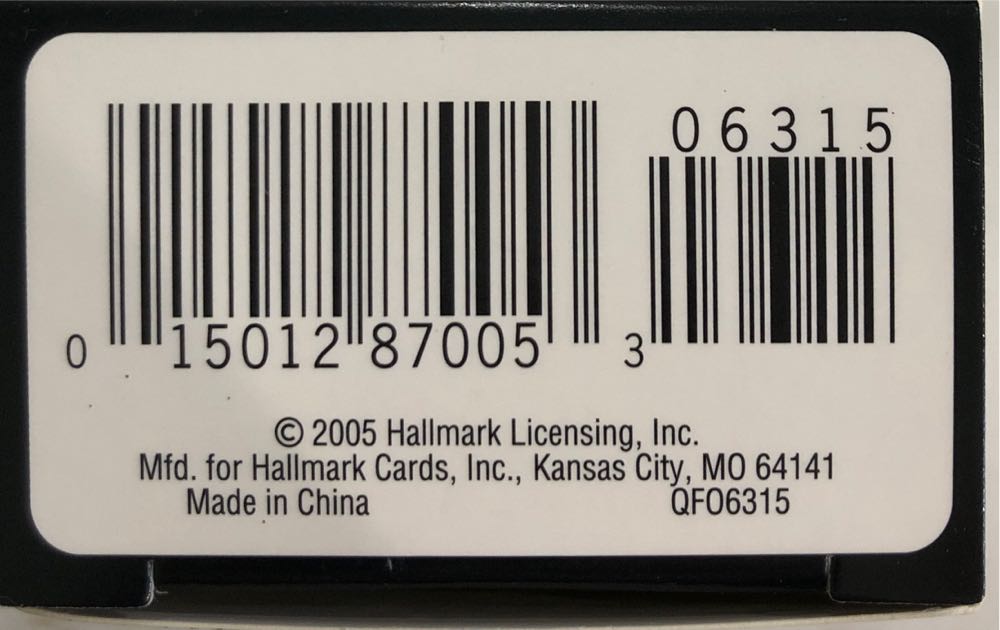 06315
0 15012 87005 3
© 2005 Hallmark Licensing, Inc.
Mfd. for Hallmark Cards, Inc., Kansas City, MO 64141
Made in China QFO6315